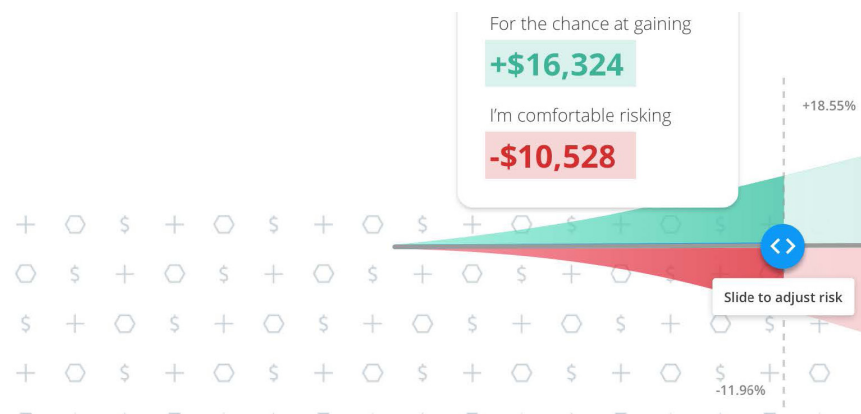 For the chance at gaining
+$16,324
I'm comfortable risking
-$10,528
+18.55%
Slide to adjust risk
-11.96%